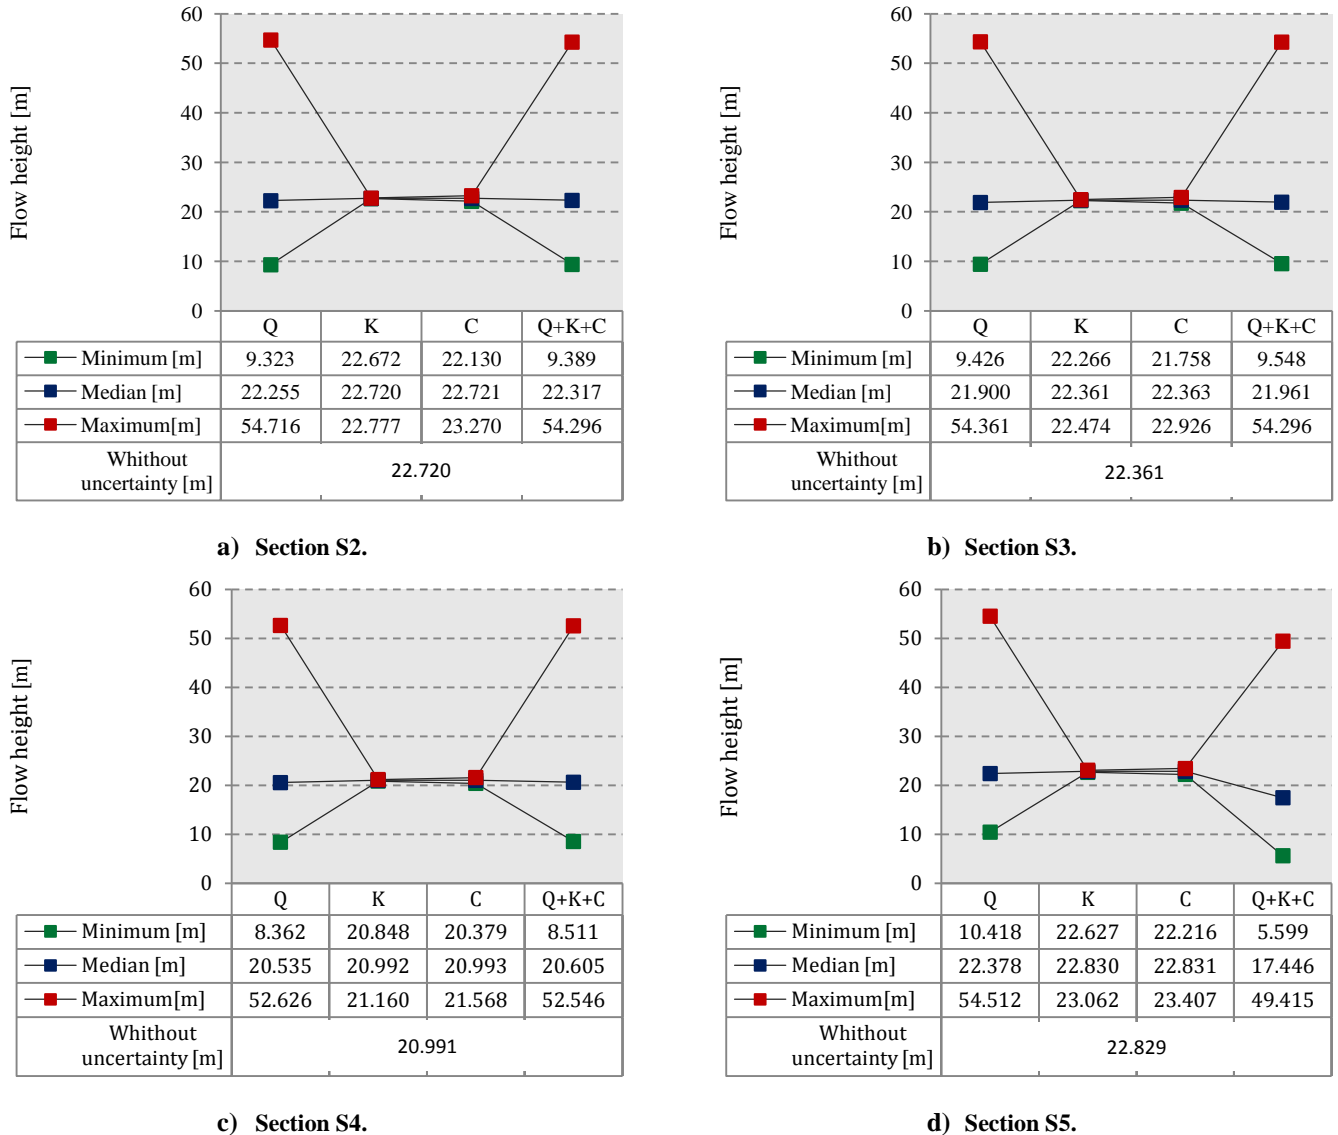 60
50
40
30
20
10
0
Flow height [m]
Q K C Q+K+C
Minimum [m] 9.323 22.672 22.130 9.389
Median [m] 22.255 22.720 22.721 22.317
Maximum[m] 54.716 22.777 23.270 54.296
Whithout
uncertainty [m]
22.720
a) Section S2.
60
50
40
30
20
10
0
Flow height [m]
Q K C Q+K+C
Minimum [m] 9.426 22.266 21.758 9.548
Median [m] 21.900 22.361 22.363 21.961
Maximum[m] 54.361 22.474 22.926 54.296
Whithout
uncertainty [m]
22.361
b) Section S3.
60
50
40
30
20
10
0
Flow height [m]
Q K C Q+K+C
Minimum [m] 8.362 20.848 20.379 8.511
Median [m] 20.535 20.992 20.993 20.605
Maximum[m] 52.626 21.160 21.568 52.546
Whithout
uncertainty [m]
20.991
c) Section S4.
60
50
40
30
20
10
0
Flow height [m]
Q K C Q+K+C
Minimum [m] 10.418 22.627 22.216 5.599
Median [m] 22.378 22.830 22.831 17.446
Maximum[m] 54.512 23.062 23.407 49.415
Whithout
uncertainty [m]
22.829
d) Section S5.